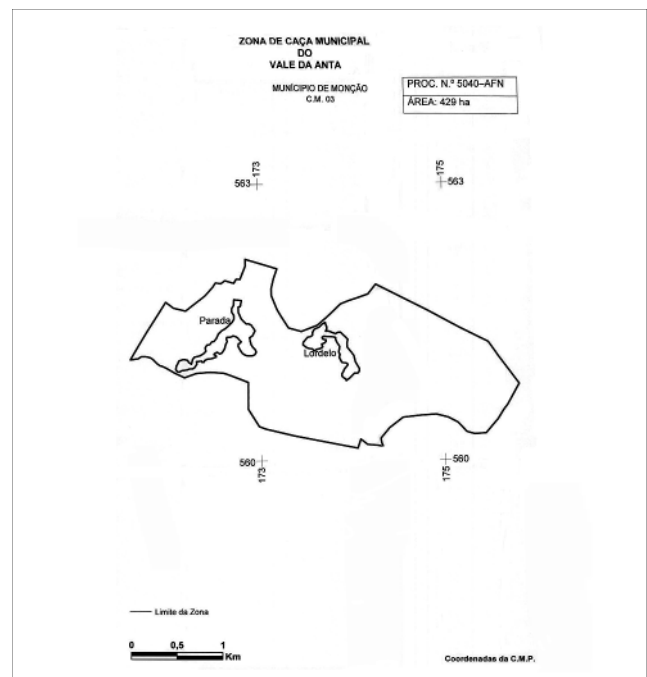 ZONA DE CAÇA MUNICIPAL
DO
VALE DA ANTA
MUNÍCIPIO DE MONÇÃO
C.M. 03
PROC. N.º 5040–AFN
ÁREA: 429 ha
173
563
175
563
Parada
Lordelo
560
173
560
175
Limite da Zona
0 0,5 1
Km
Coordenadas da C.M.P.